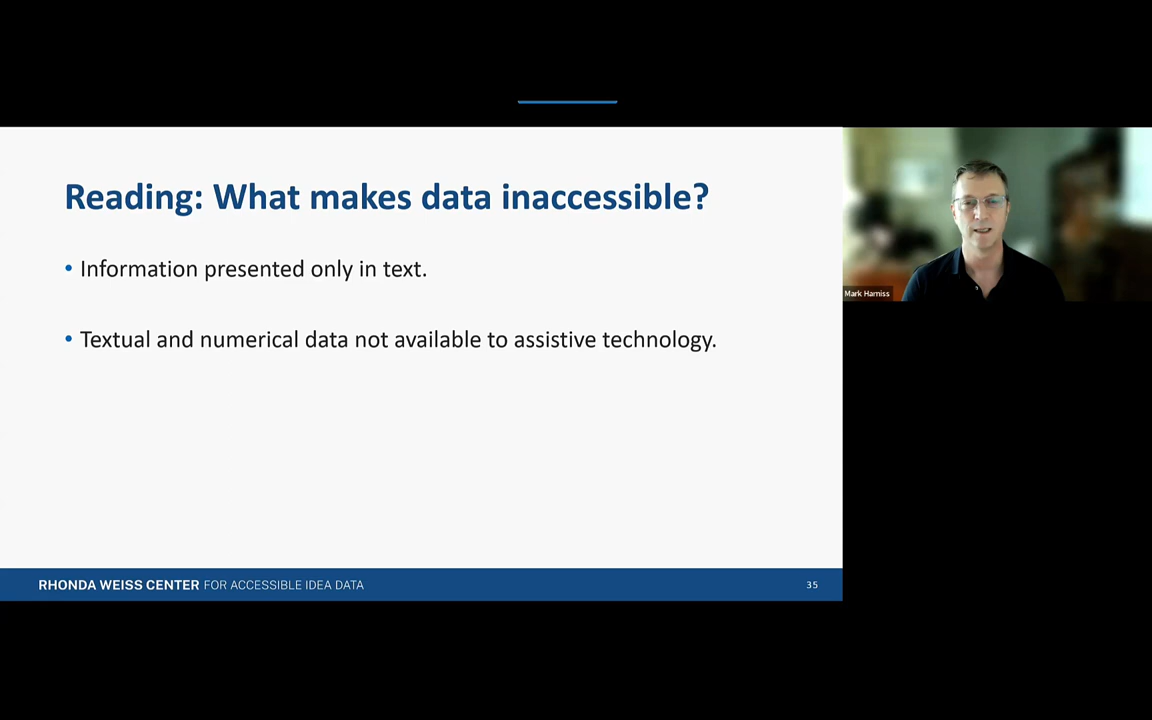 Reading: What makes data inaccessible?
• Information presented only in text.
• Textual and numerical data not available to assistive technology.
Mark Harniss
RHONDA WEISS CENTER FOR ACCESSIBLE IDEA DATA
35